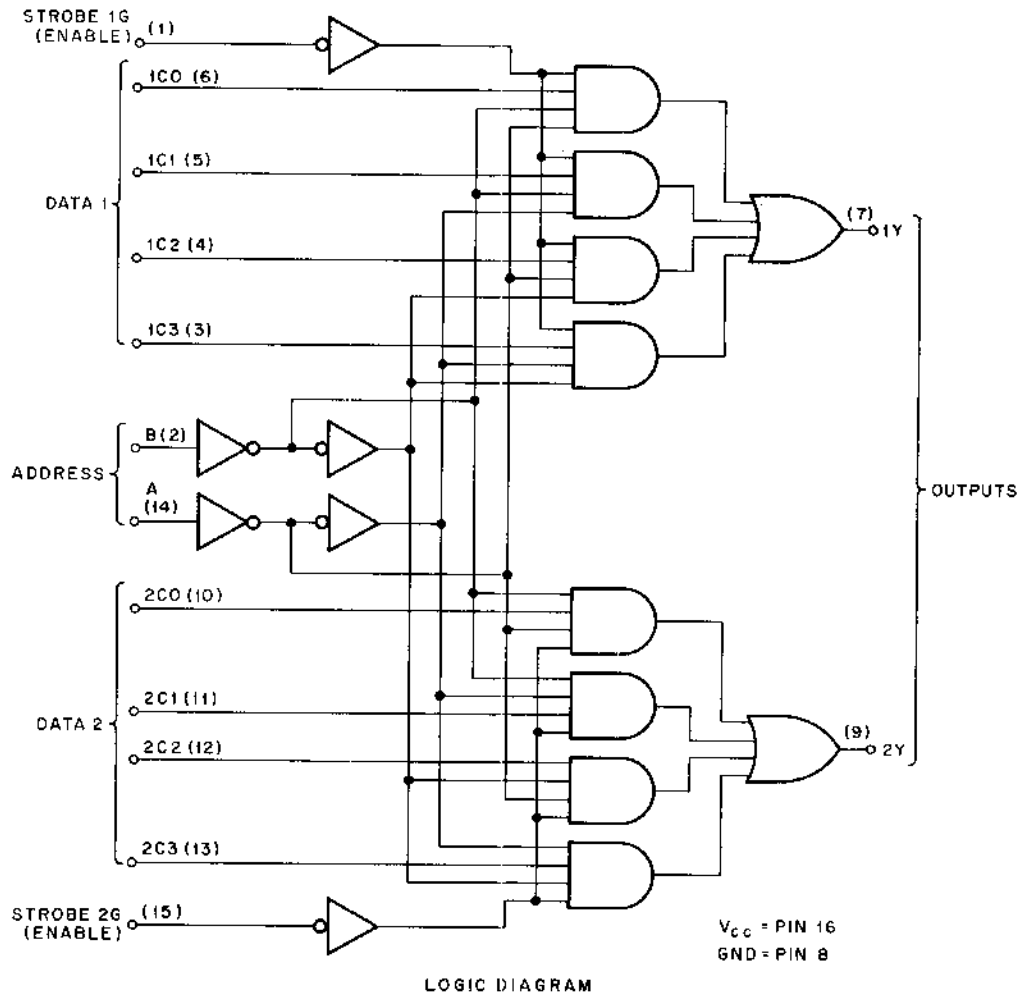 STROBE 1G
(ENABLE)
(1)
1C0 (6)
1C1 (5)
DATA 1
(7)
1Y
1C2 (4)
1C3 (3)
B(2)
ADDRESS
A
(14)
OUTPUTS
2C0 (10)
2C1 (11)
DATA 2
2C2 (12)
(9)
2Y
2C3 (13)
STROBE 2G
(ENABLE)
(15)
VCC = PIN 16
GND = PIN 8
LOGIC DIAGRAM